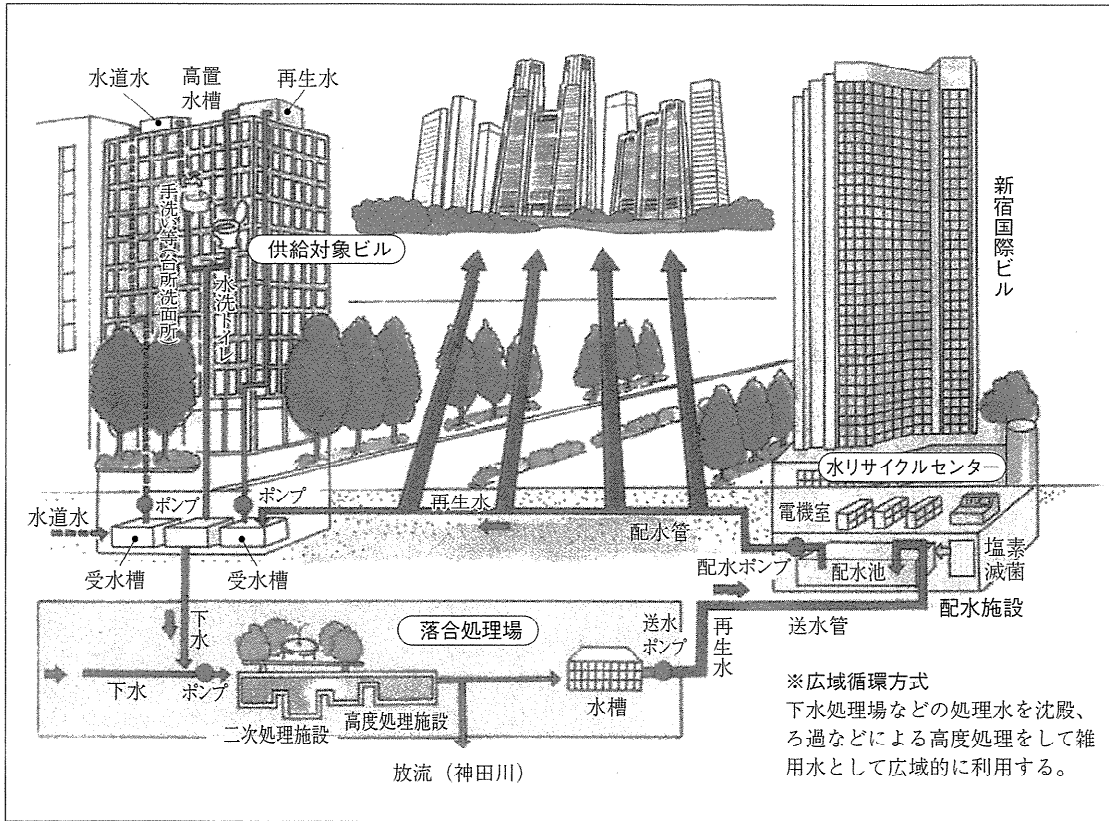 水道水
高置
水槽
再生水
手洗い等（台所洗面所）
水洗トイレ
供給対象ビル
新宿国際ビル
水リサイクルセンター
ポンプ
ポンプ
水道水
受水槽
受水槽
再生水
配水管
電機室
配水ポンプ
配水池
塩素
滅菌
配水施設
送水管
下水
落合処理場
送水
ポンプ
再生水
下水
ポンプ
二次処理施設
高度処理施設
水槽
放流（神田川）
※広域循環方式
下水処理場などの処理水を沈殿、
ろ過などによる高度処理をして雑
用水として広域的に利用する。